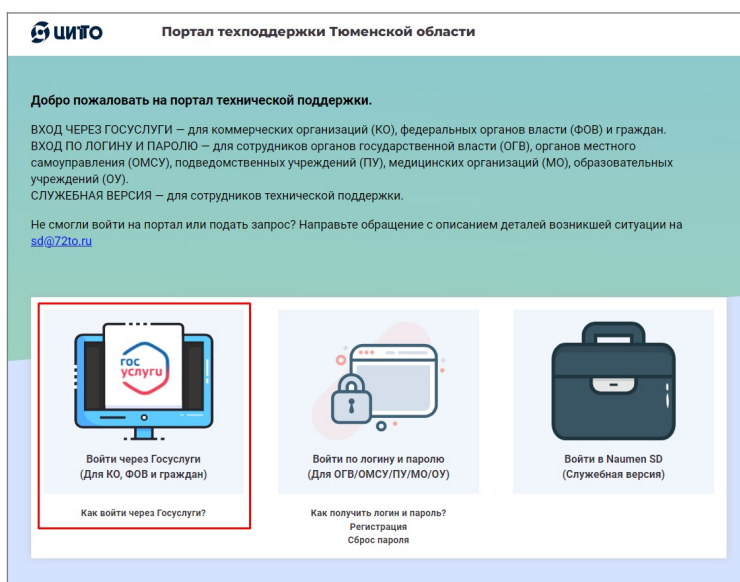 ЦИТТО
Портал техподдержки Тюменской области
Добро пожаловать на портал технической поддержки.
ВХОД ЧЕРЕЗ ГОСУСЛУГИ — для коммерческих организаций (КО), федеральных органов власти (ФОВ) и граждан.
ВХОД ПО ЛОГИНУ И ПАРОЛЮ — для сотрудников органов государственной власти (ОГВ), органов местного
самоуправления (ОМСУ), подведомственных учреждений (ПУ), медицинских организаций (МО), образовательных
учреждений (ОУ).
СЛУЖЕБНАЯ ВЕРСИЯ — для сотрудников технической поддержки.
Не смогли войти на портал или подать запрос? Направьте обращение с описанием деталей возникшей ситуации на
sd@72to.ru
гос
услуги
Войти через Госуслуги
(Для КО, ФОВ и граждан)
Как войти через Госуслуги?
Войти по логину и паролю
(Для ОГВ/ОМСУ/ПУ/МО/ОУ)
Как получить логин и пароль?
Регистрация
Сброс пароля
Войти в Naumen SD
(Служебная версия)